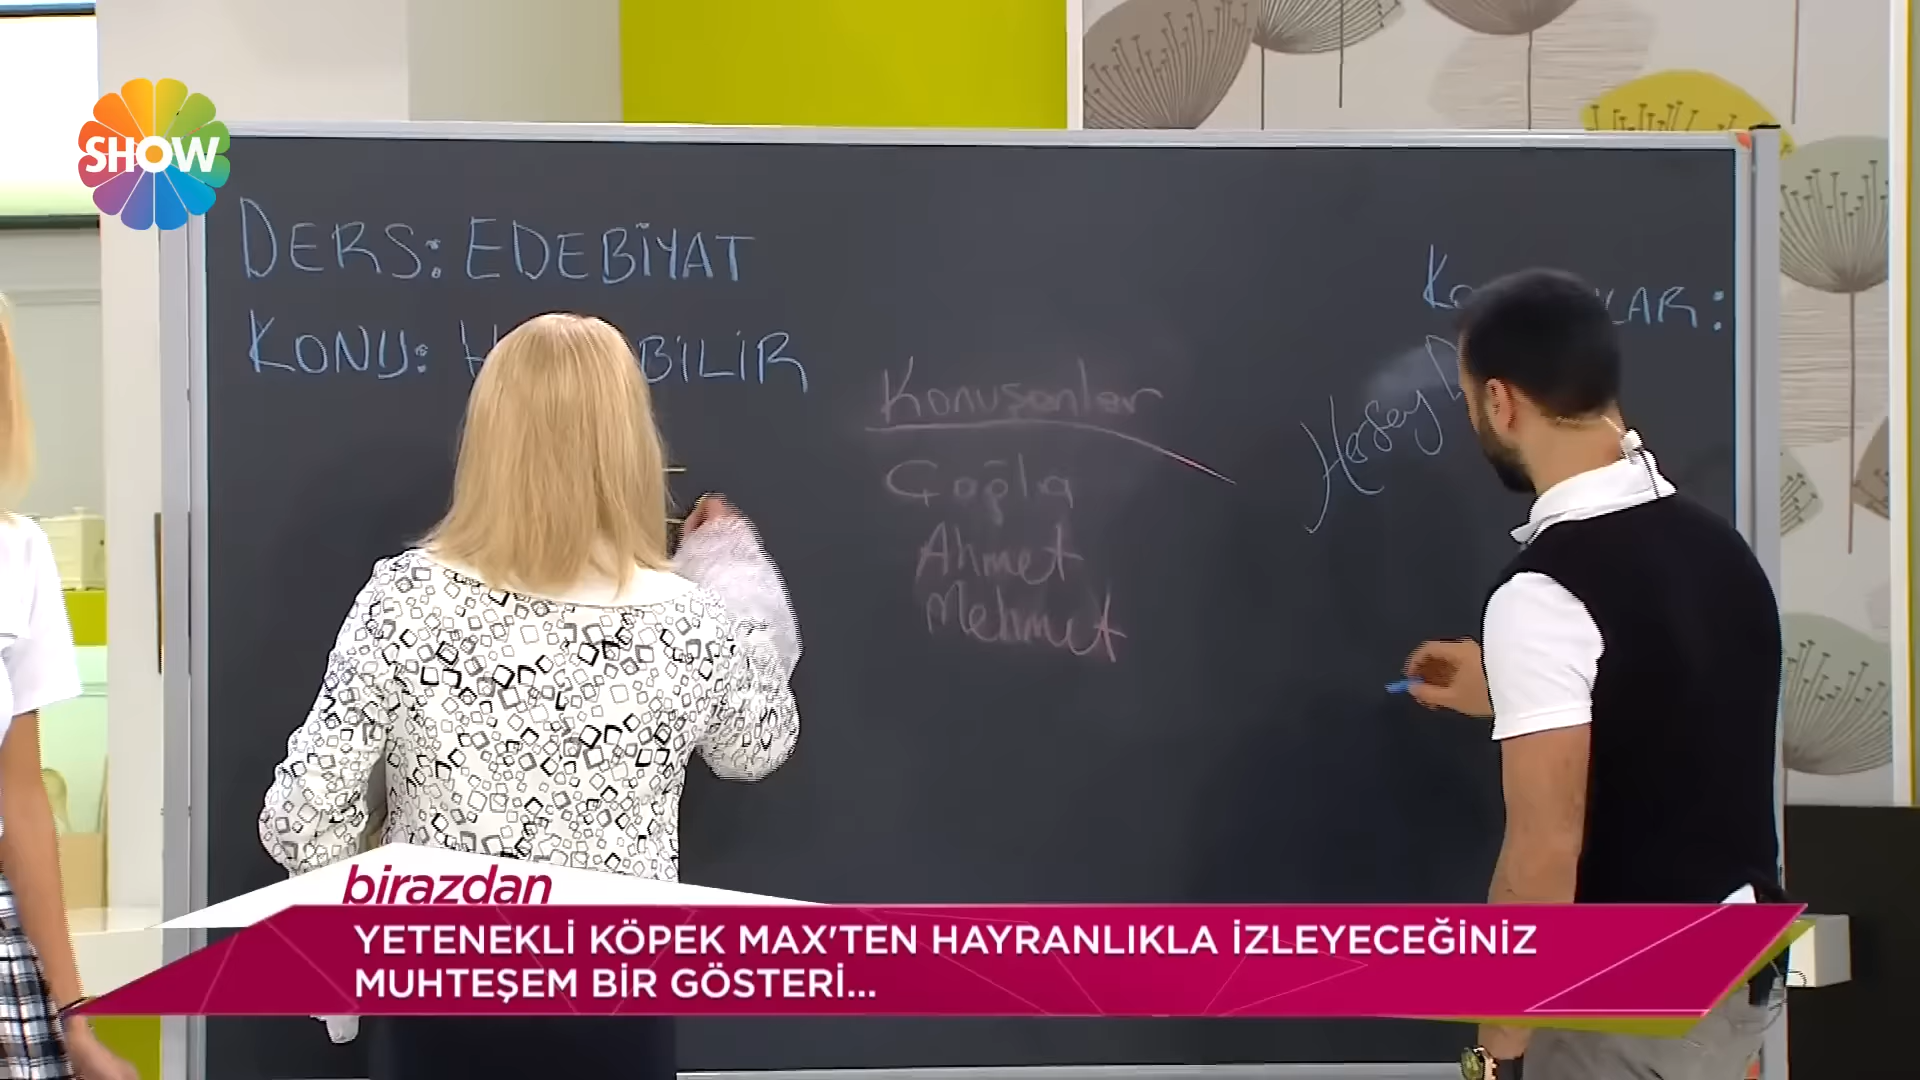 SHOW
DERS: EDEBİYAT
KONU: BİLİR
Konuşanlar
Çağla
Ahmet
Mehmet
Herşey
birazdan
YETENEKLİ KÖPEK MAX'TEN HAYRANLIKLA İZLEYECEĞİNİZ
MUHTEŞEM BİR GÖSTERİ...